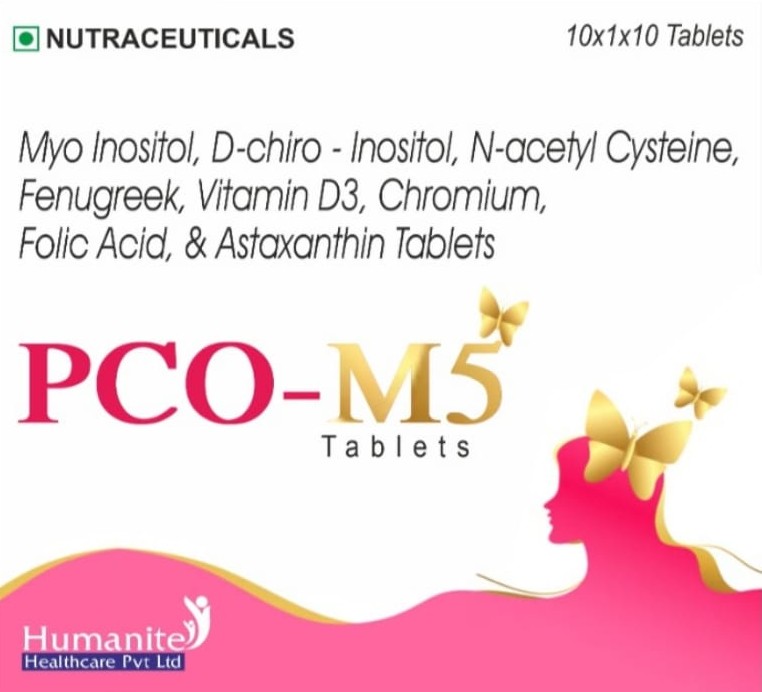 NUTRACEUTICALS
10x1x10 Tablets
Myo Inositol, D-chiro - Inositol, N-acetyl Cysteine,
Fenugreek, Vitamin D3, Chromium,
Folic Acid, & Astaxanthin Tablets
PCO-M5
Tablets
Humanite
Healthcare Pvt Ltd